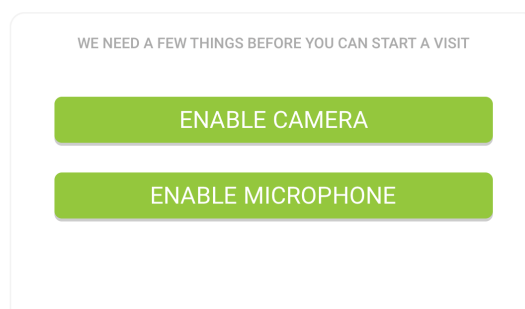 WE NEED A FEW THINGS BEFORE YOU CAN START A VISIT
ENABLE CAMERA
ENABLE MICROPHONE